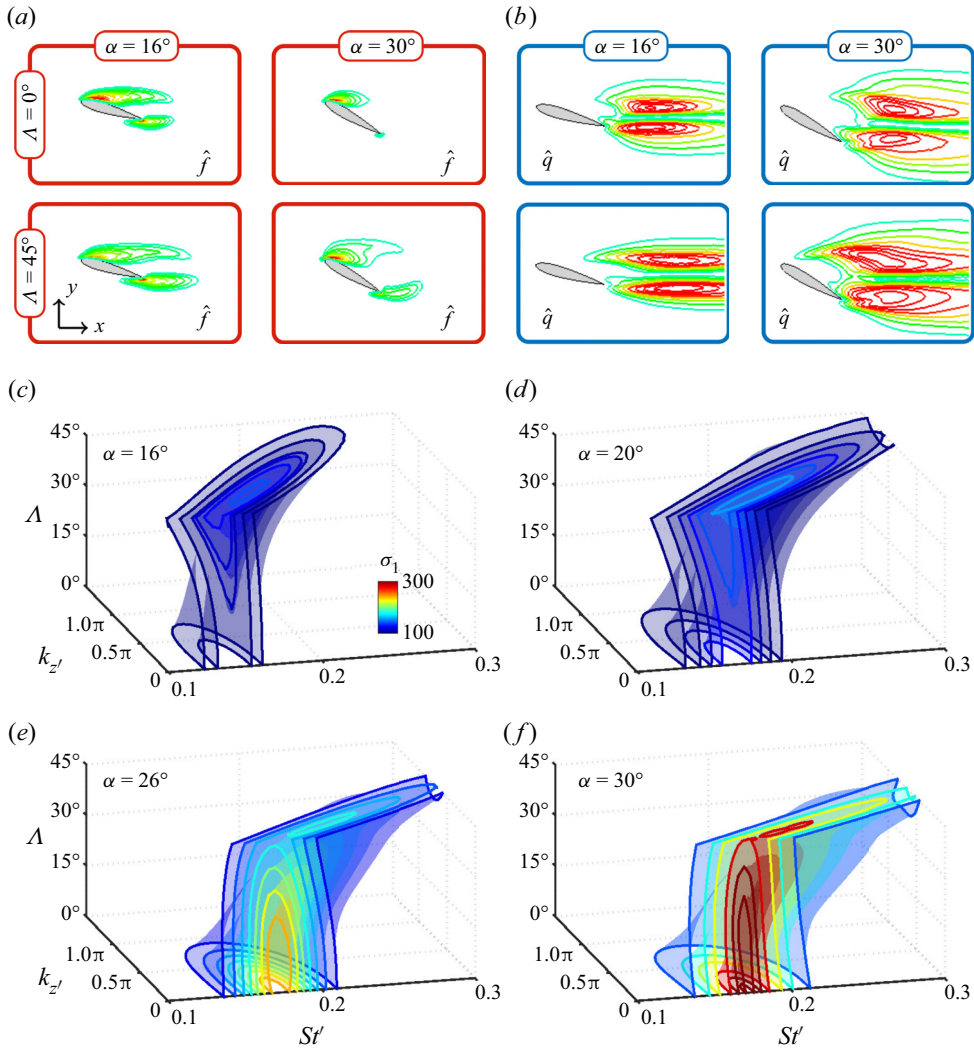 (a) (b)
α = 16° α = 30° α = 16° α = 30°
Λ = 0°
f̂ f̂ q̂ q̂
Λ = 45°
y
x
f̂ f̂ q̂ q̂
(c) (d)
45° α = 16° 45° α = 20°
30° 30°
Λ
15° 15°
0° 0°
σ₁
300
100
1.0π 1.0π
0.5π 0.5π
k_z′ k_z′
0 0.1 0.2 0.3 0 0.1 0.2 0.3
(e) (f)
45° α = 26° 45° α = 30°
30° 30°
Λ
15° 15°
0° 0°
1.0π 1.0π
0.5π 0.5π
k_z′ k_z′
0 0.1 0.2 0.3 0 0.1 0.2 0.3
St′ St′